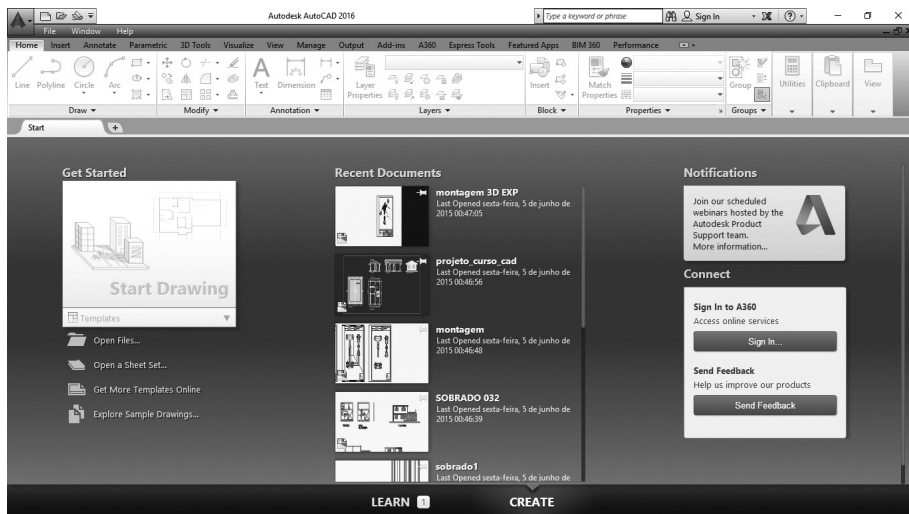 Autodesk AutoCAD 2016
Type a keyword or phrase
Sign In
File Window Help
Home Insert Annotate Parametric 3D Tools Visualize View Manage Output Add-ins A360 Express Tools Featured Apps BIM 360 Performance
Line Polyline Circle Arc
Text Dimension
Layer Properties
Insert
Match Properties
Group
Utilities
Clipboard
View
Draw Modify Annotation Layers Block Properties Groups
Start
Get Started
Start Drawing
Templates
Open Files...
Open a Sheet Set...
Get More Templates Online
Explore Sample Drawings...
Recent Documents
montagem 3D EXP
Last Opened sexta-feira, 5 de junho de
2015 00:47:05
projeto_curso_cad
Last Opened sexta-feira, 5 de junho de
2015 00:46:56
montagem
Last Opened sexta-feira, 5 de junho de
2015 00:46:48
SOBRADO 032
Last Opened sexta-feira, 5 de junho de
2015 00:46:39
sobrado1
Last Opened sexta-feira, 5 de junho de
Notifications
Join our scheduled
webinars hosted by the
Autodesk Product
Support team.
More information...
Connect
Sign In to A360
Access online services
Sign In...
Send Feedback
Help us improve our products
Send Feedback
LEARN 1
CREATE